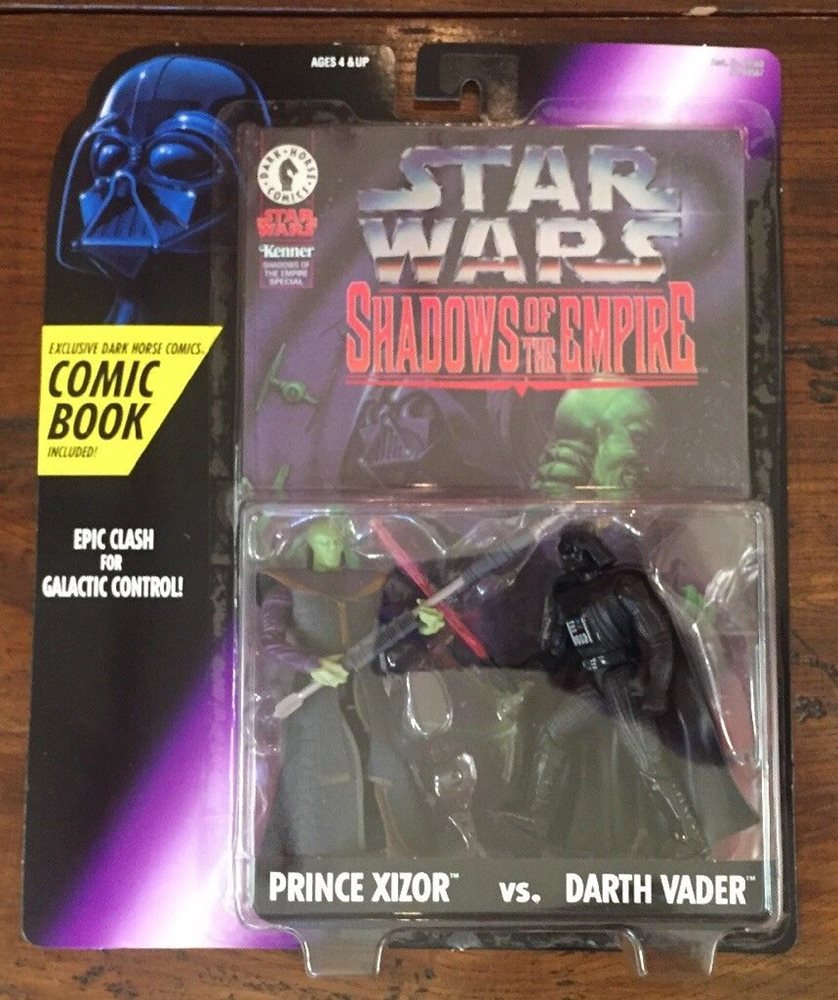 AGES 4 & UP
DARK HORSE COMICS
STAR WARS
Kenner
SHADOWS OF
THE EMPIRE
SPECIAL
STAR
WARS
SHADOWS OF THE EMPIRE
EXCLUSIVE DARK HORSE COMICS™
COMIC
BOOK
INCLUDED!
EPIC CLASH
FOR
GALACTIC CONTROL!
PRINCE XIZOR™ vs. DARTH VADER™